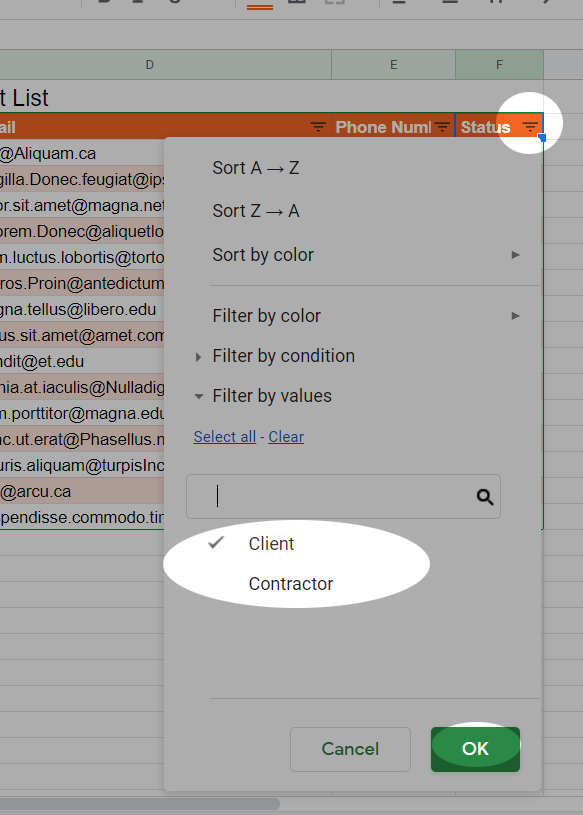 D E F
t List
ail Phone Numl Status
@Aliquam.ca
gilla.Donec.feugiat@ips
or.sit.amet@magna.net
orem.Donec@aliquetlo
m.luctus.lobortis@torto
ros.Proin@antedictum
gna.tellus@libero.edu
us.sit.amet@amet.com
ndit@et.edu
nia.at.iaculis@Nulladig
m.porttitor@magna.edu
nc.ut.erat@Phasellus.n
uris.aliquam@turpisInc
@arcu.ca
pendisse.commodo.tin
Sort A → Z
Sort Z → A
Sort by color
Filter by color
Filter by condition
Filter by values
Select all - Clear
Client
Contractor
Cancel OK